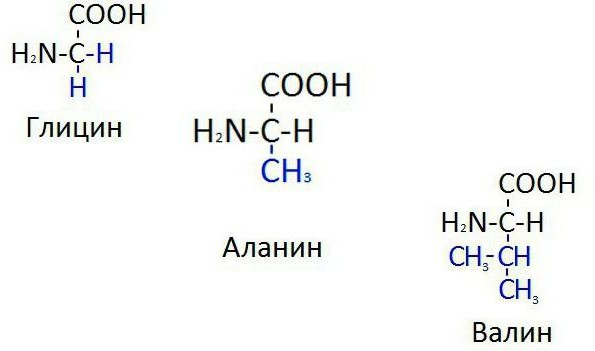 COOH
H₂N-C-H
H
Глицин
COOH
H₂N-C-H
CH₃
Аланин
COOH
H₂N-C-H
CH₃-CH
CH₃
Валин